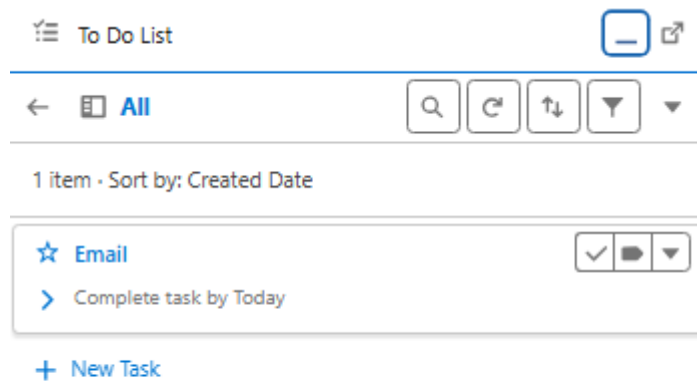 To Do List
All
1 item · Sort by: Created Date
Email
Complete task by Today
New Task